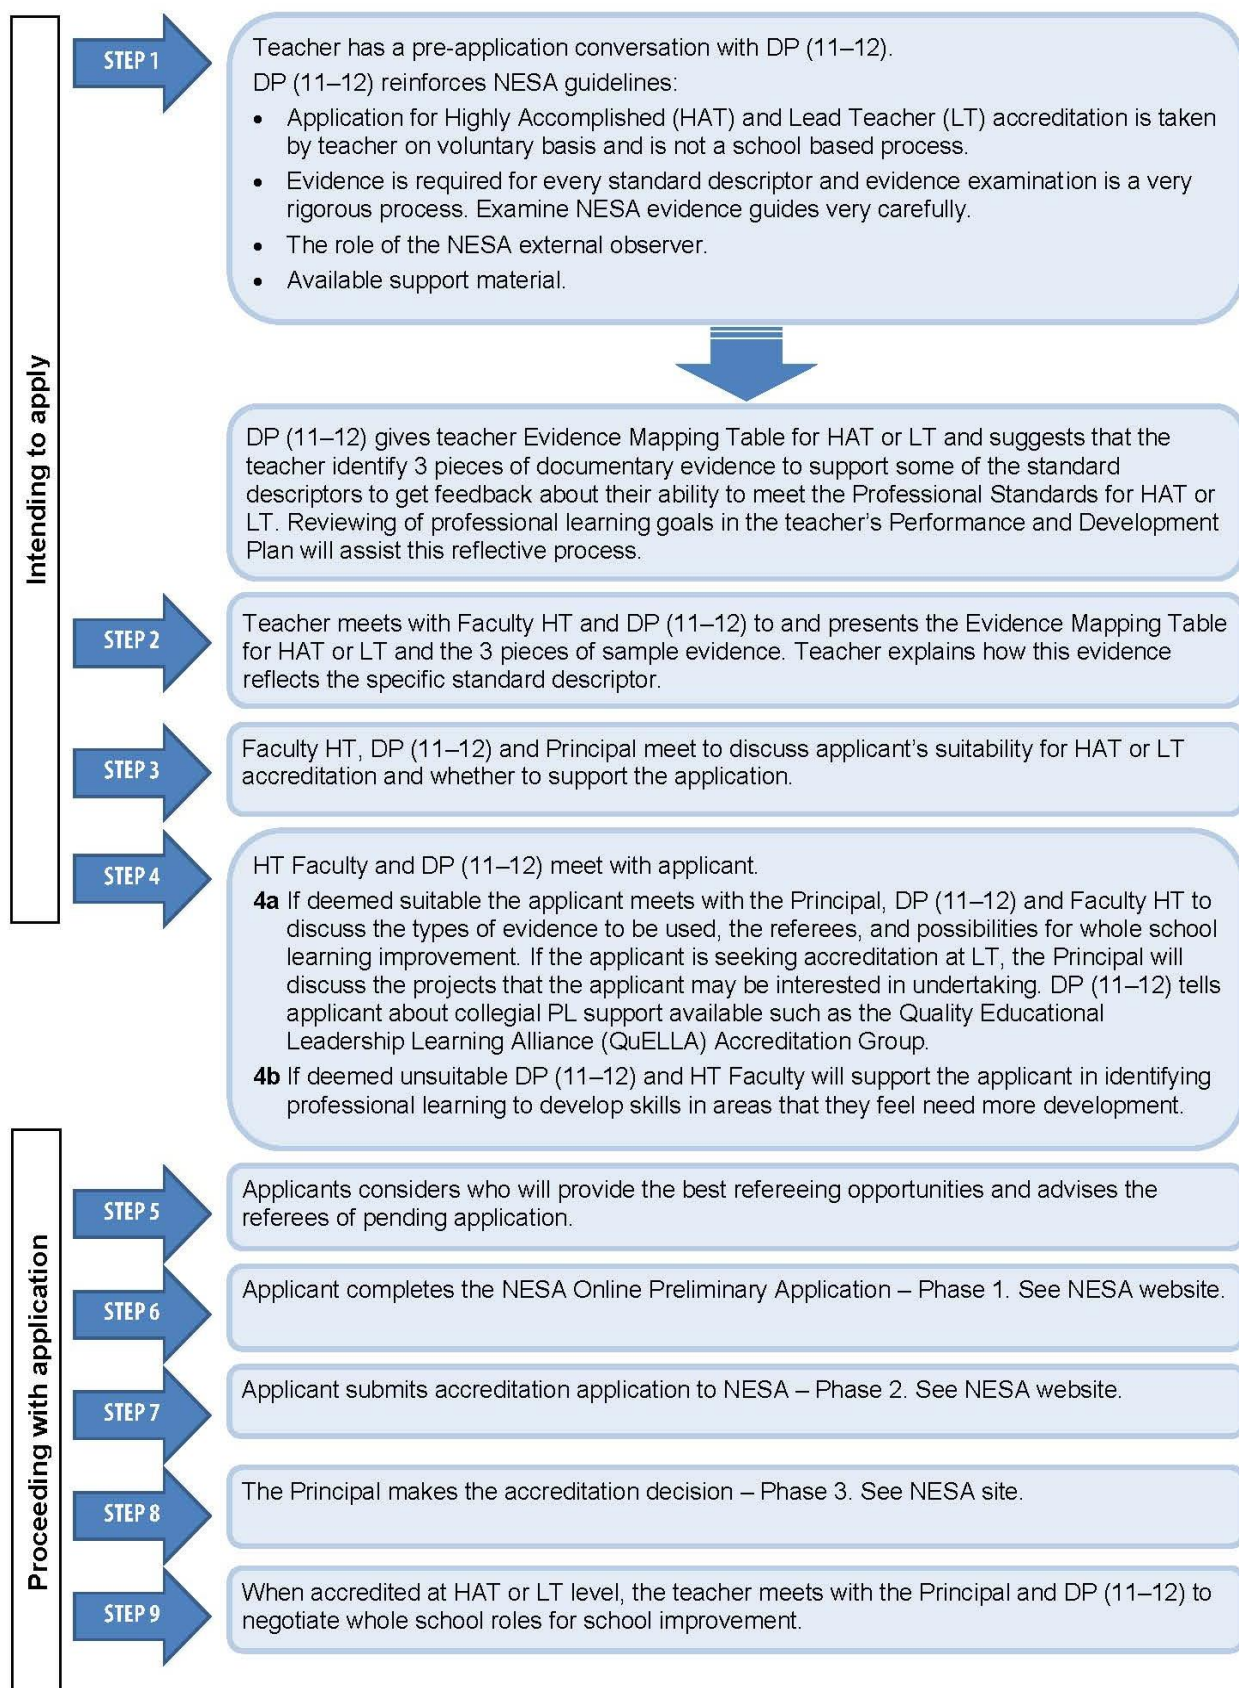 Intending to apply
STEP 1
Teacher has a pre-application conversation with DP (11–12).
DP (11–12) reinforces NESA guidelines:
• Application for Highly Accomplished (HAT) and Lead Teacher (LT) accreditation is taken
by teacher on voluntary basis and is not a school based process.
• Evidence is required for every standard descriptor and evidence examination is a very
rigorous process. Examine NESA evidence guides very carefully.
• The role of the NESA external observer.
• Available support material.
DP (11–12) gives teacher Evidence Mapping Table for HAT or LT and suggests that the
teacher identify 3 pieces of documentary evidence to support some of the standard
descriptors to get feedback about their ability to meet the Professional Standards for HAT or
LT. Reviewing of professional learning goals in the teacher’s Performance and Development
Plan will assist this reflective process.
STEP 2
Teacher meets with Faculty HT and DP (11–12) to and presents the Evidence Mapping Table
for HAT or LT and the 3 pieces of sample evidence. Teacher explains how this evidence
reflects the specific standard descriptor.
STEP 3
Faculty HT, DP (11–12) and Principal meet to discuss applicant’s suitability for HAT or LT
accreditation and whether to support the application.
STEP 4
HT Faculty and DP (11–12) meet with applicant.
4a If deemed suitable the applicant meets with the Principal, DP (11–12) and Faculty HT to
discuss the types of evidence to be used, the referees, and possibilities for whole school
learning improvement. If the applicant is seeking accreditation at LT, the Principal will
discuss the projects that the applicant may be interested in undertaking. DP (11–12) tells
applicant about collegial PL support available such as the Quality Educational
Leadership Learning Alliance (QuELLA) Accreditation Group.
4b If deemed unsuitable DP (11–12) and HT Faculty will support the applicant in identifying
professional learning to develop skills in areas that they feel need more development.
Proceeding with application
STEP 5
Applicants considers who will provide the best refereeing opportunities and advises the
referees of pending application.
STEP 6
Applicant completes the NESA Online Preliminary Application – Phase 1. See NESA website.
STEP 7
Applicant submits accreditation application to NESA – Phase 2. See NESA website.
STEP 8
The Principal makes the accreditation decision – Phase 3. See NESA site.
STEP 9
When accredited at HAT or LT level, the teacher meets with the Principal and DP (11–12) to
negotiate whole school roles for school improvement.